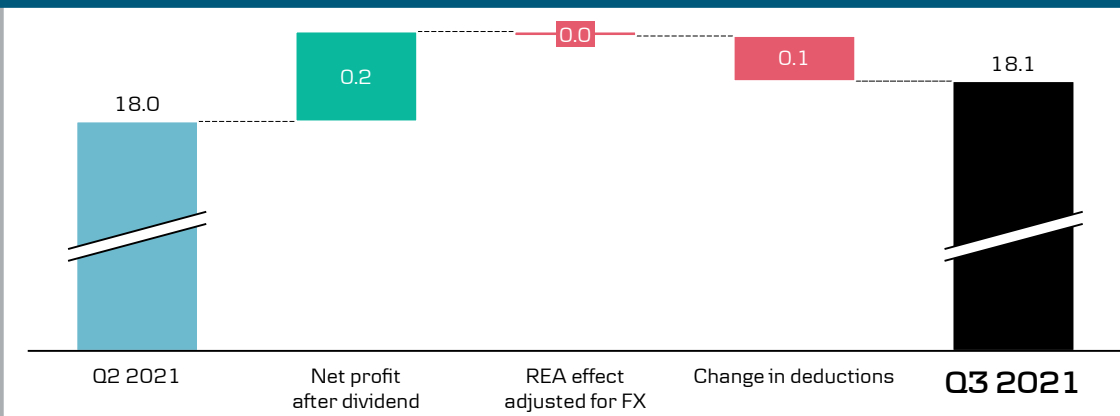 0.0
0.2
0.1
18.1
18.0
Q2 2021
Net profit
after dividend
REA effect
adjusted for FX
Change in deductions
Q3 2021